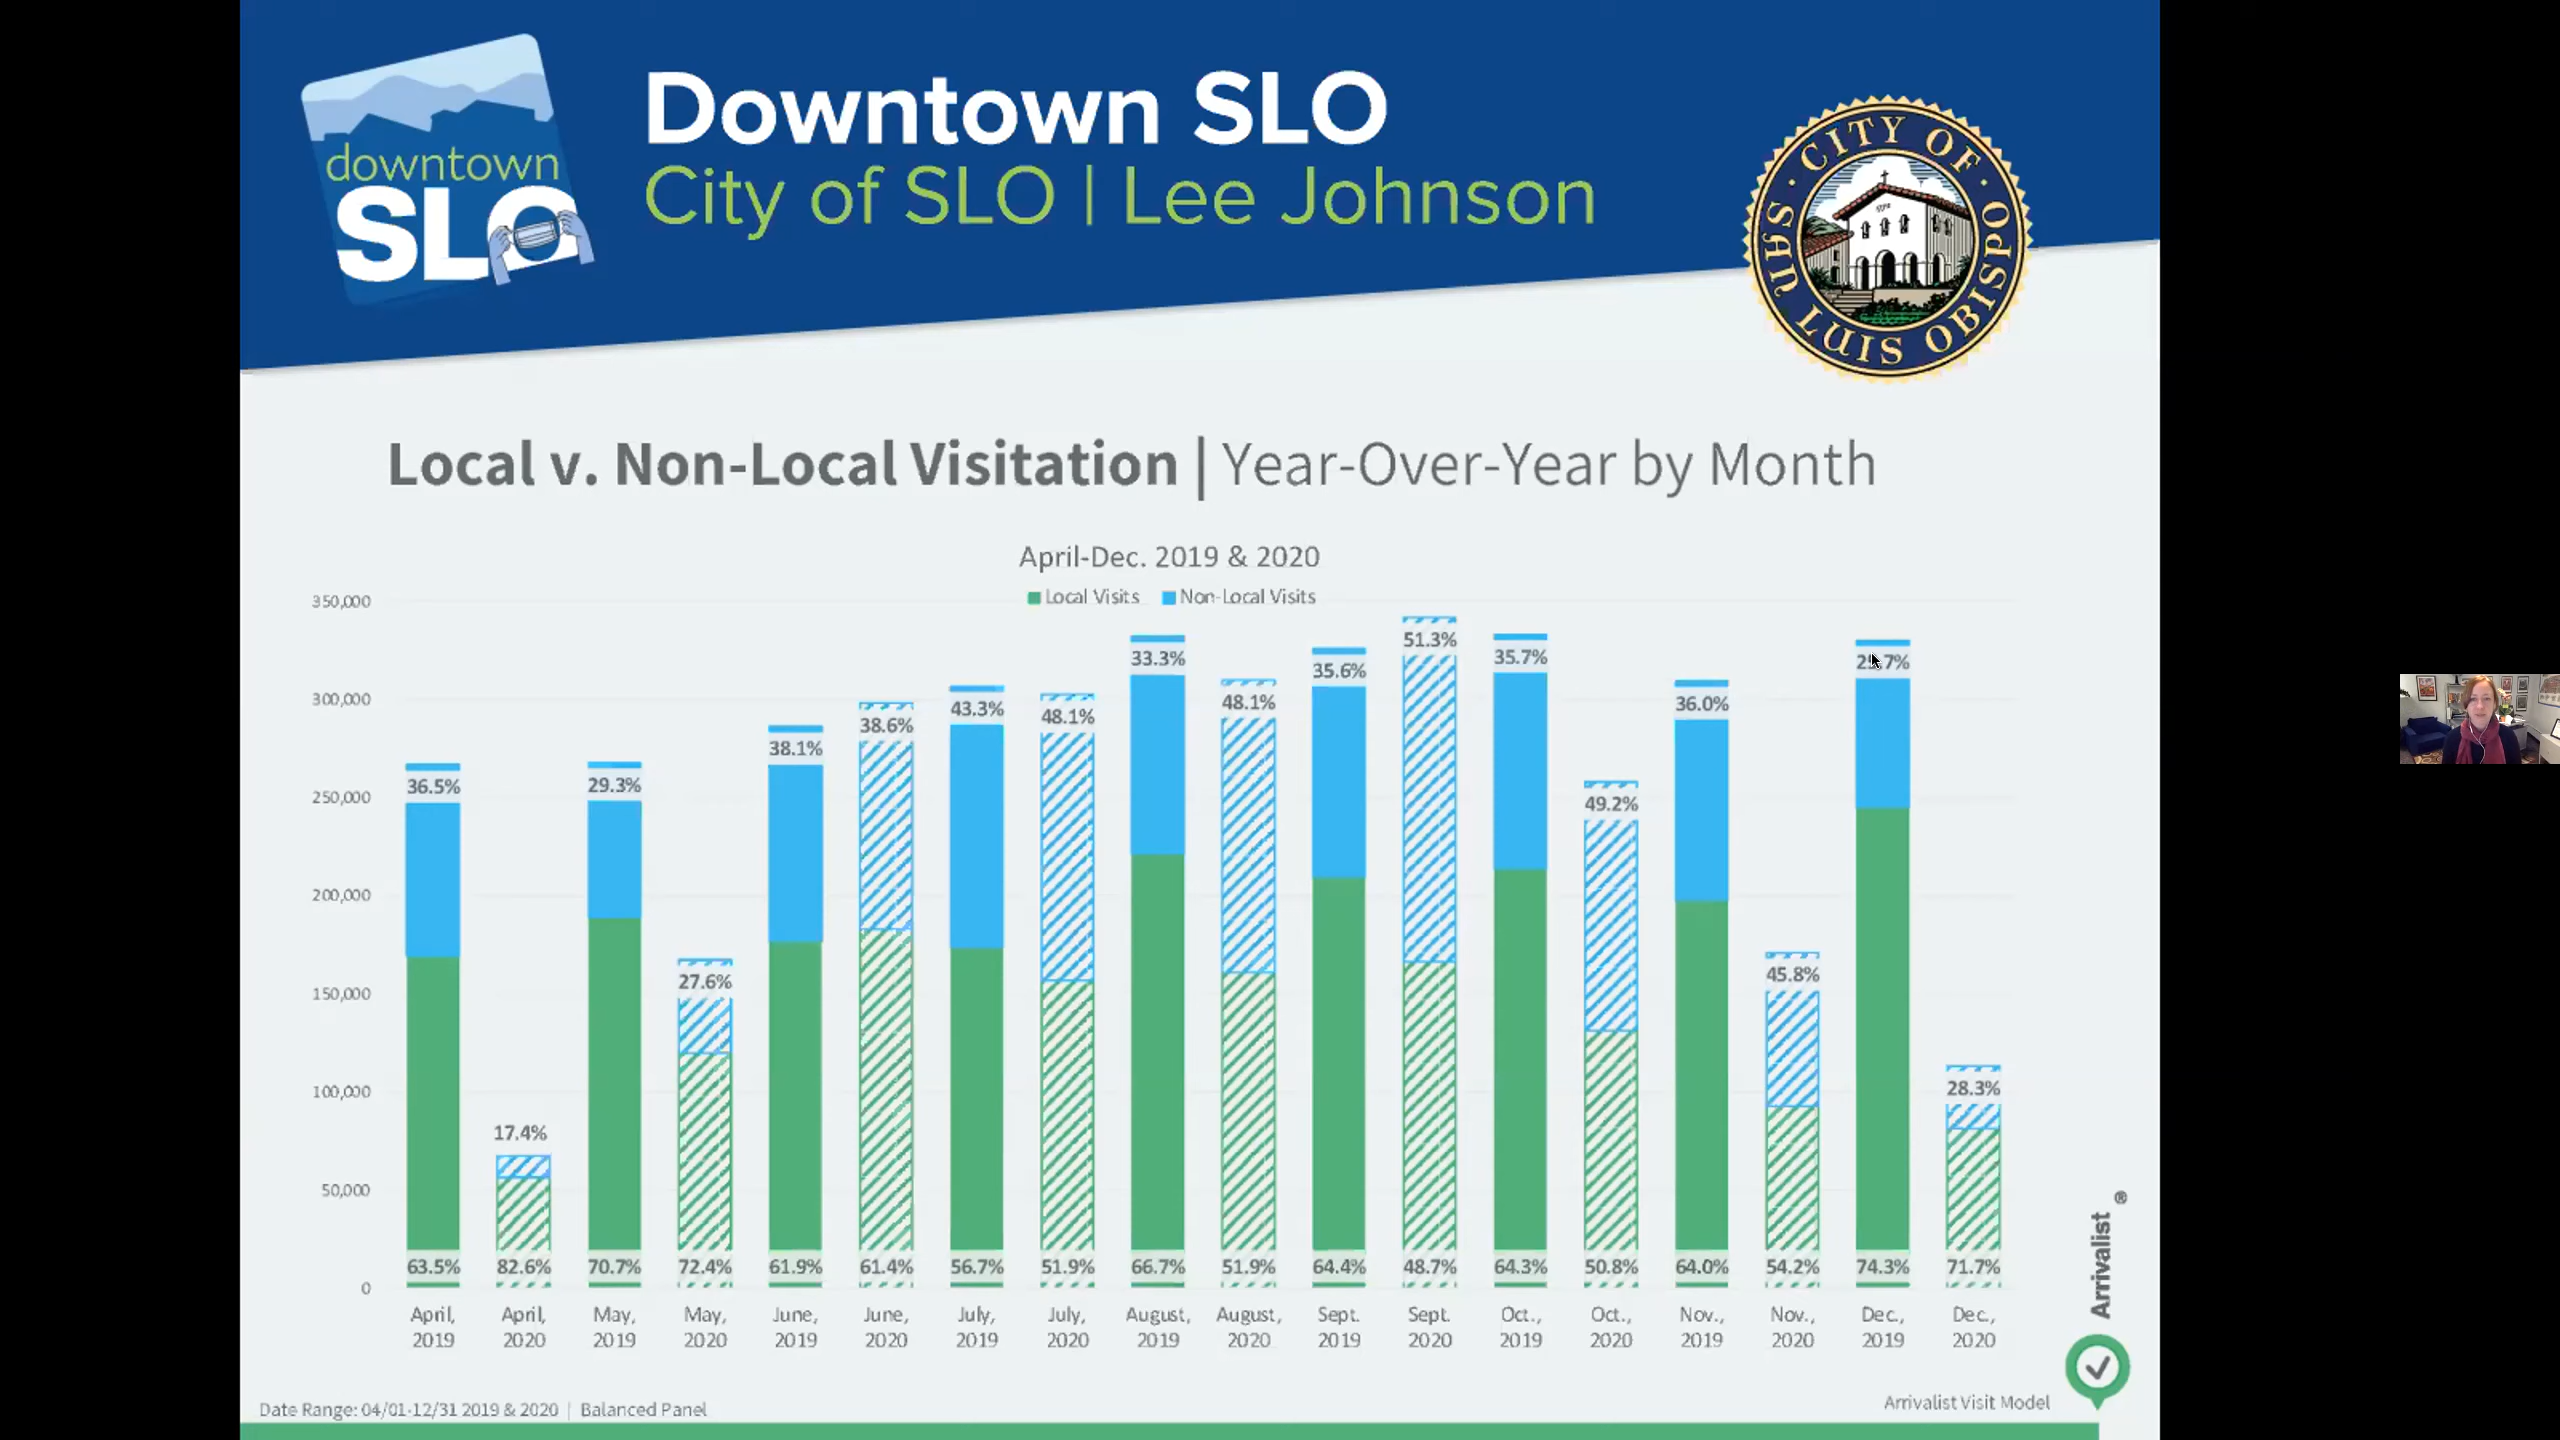 downtown
SLO
Downtown SLO
City of SLO | Lee Johnson
CITY OF
SAN LUIS OBISPO
Local v. Non-Local Visitation | Year-Over-Year by Month
April-Dec. 2019 & 2020
Local Visits Non-Local Visits
350,000
300,000
250,000
200,000
150,000
100,000
50,000
0
36.5%
17.4%
29.3%
27.6%
38.1%
38.6%
43.3%
48.1%
33.3%
48.1%
35.6%
51.3%
35.7%
49.2%
36.0%
45.8%
28.3%
63.5% 82.6% 70.7% 72.4% 61.9% 61.4% 56.7% 51.9% 66.7% 51.9% 64.4% 48.7% 64.3% 50.8% 64.0% 54.2% 74.3% 71.7%
April, April, May, May, June, June, July, July, August, August, Sept. Sept. Oct., Oct., Nov., Nov., Dec., Dec.,
2019 2020 2019 2020 2019 2020 2019 2020 2019 2020 2019 2020 2019 2020 2019 2020 2019 2020
Arrivalist ®
Date Range: 04/01-12/31 2019 & 2020 | Balanced Panel
Arrivalist Visit Model